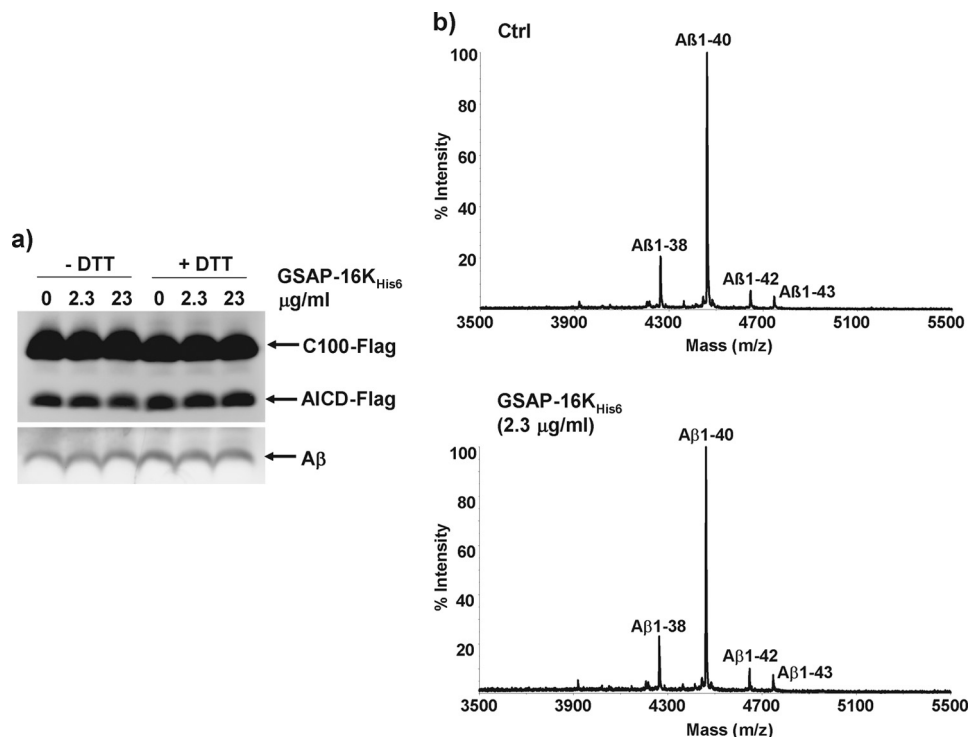 a)
- DTT + DTT GSAP-16KHis6
0 2.3 23 0 2.3 23 μg/ml
C100-Flag
AICD-Flag
Aβ
b)
Ctrl
Aß1-40
100
80
60
40
20
% Intensity
Aß1-38
Aß1-42
Aß1-43
3500 3900 4300 4700 5100 5500
Mass (m/z)
GSAP-16KHis6
(2.3 μg/ml)
Aβ1-40
100
80
60
40
20
% Intensity
Aβ1-38
Aβ1-42
Aβ1-43
3500 3900 4300 4700 5100 5500
Mass (m/z)